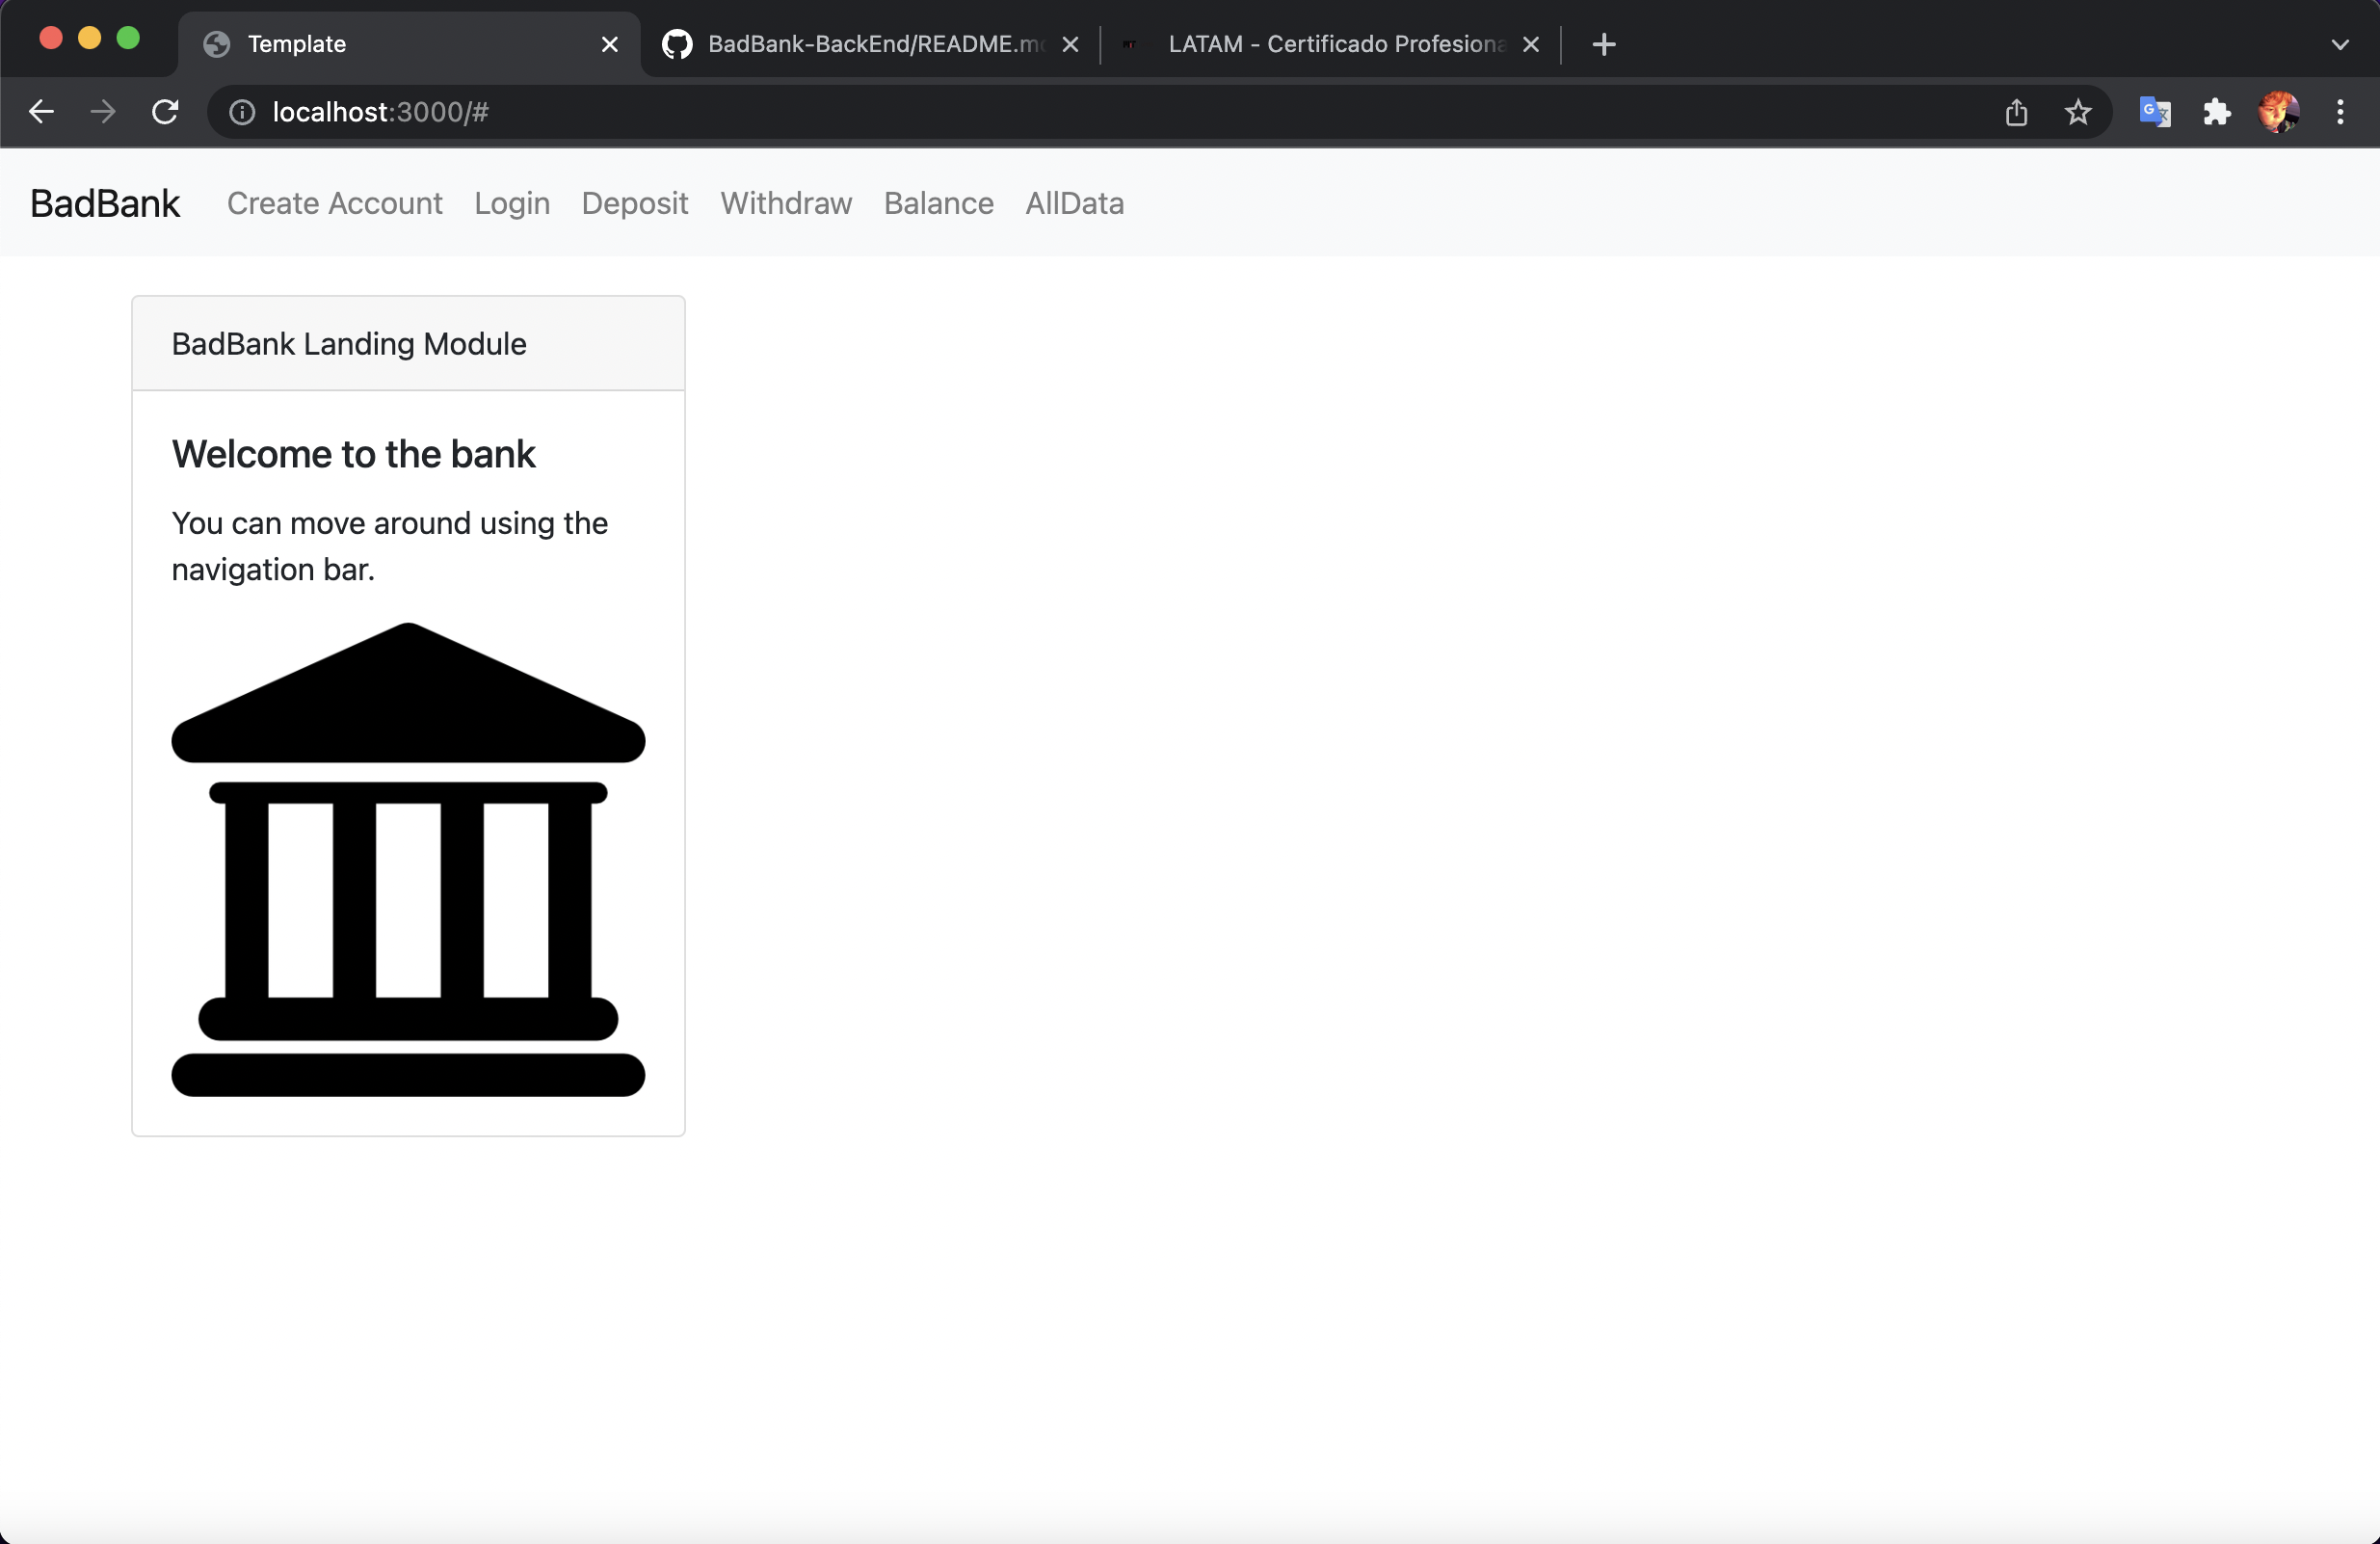 Template
BadBank-BackEnd/README.m
LATAM - Certificado Profesiona
localhost:3000/#
BadBank Create Account Login Deposit Withdraw Balance AllData
BadBank Landing Module
Welcome to the bank
You can move around using the
navigation bar.